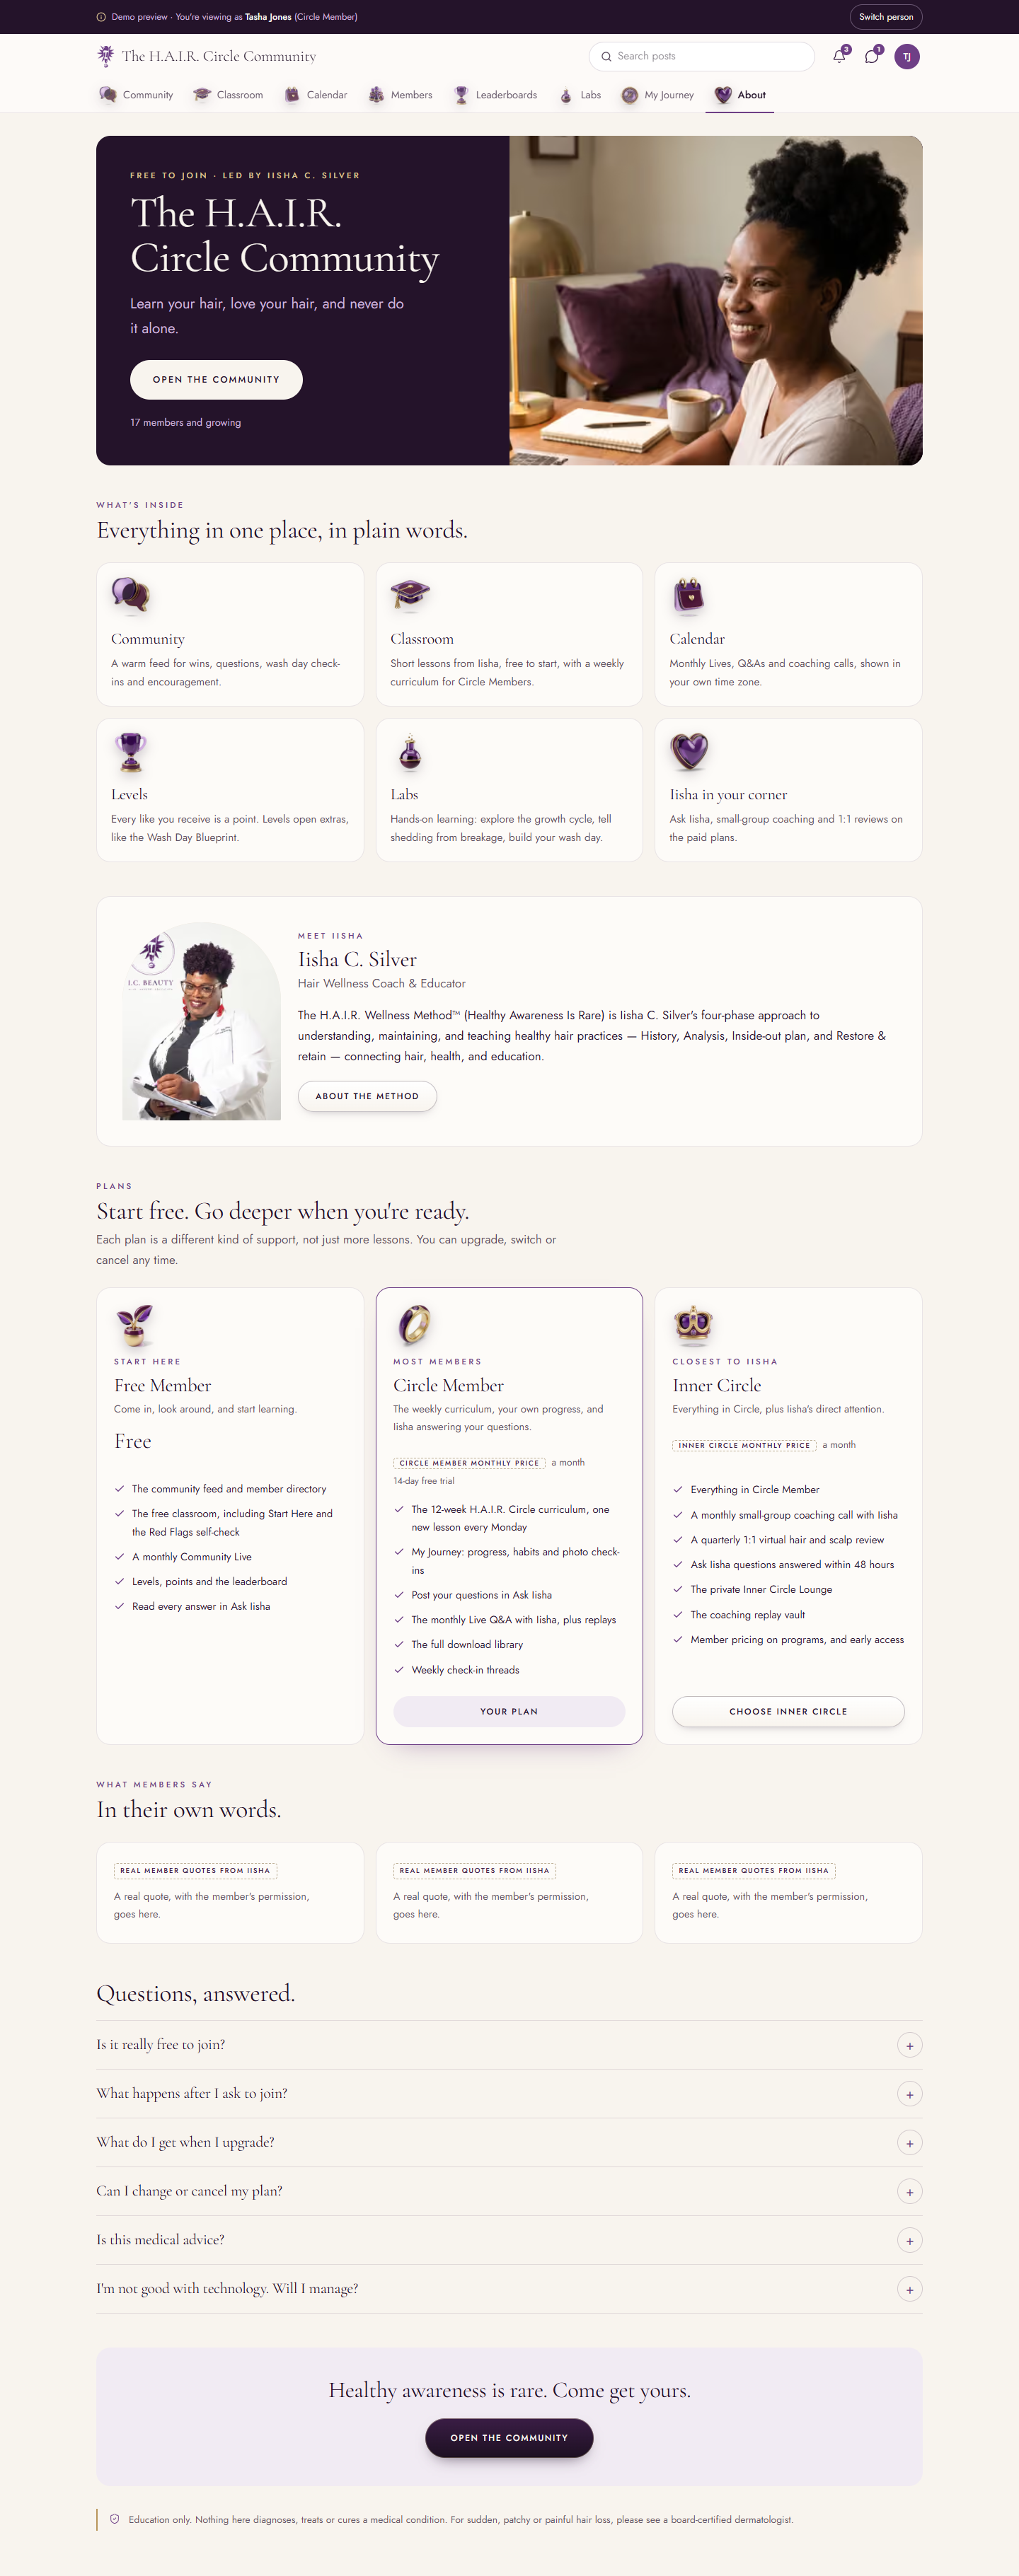 Demo preview · You're viewing as Tasha Jones (Circle Member)
Switch person
The H.A.I.R. Circle Community
Search posts
3
1
TJ
Community
Classroom
Calendar
Members
Leaderboards
Labs
My Journey
About
FREE TO JOIN · LED BY IISHA C. SILVER
The H.A.I.R.
Circle Community
Learn your hair, love your hair, and never do
it alone.
OPEN THE COMMUNITY
17 members and growing
WHAT'S INSIDE
Everything in one place, in plain words.
Community
A warm feed for wins, questions, wash day check-
ins and encouragement.
Classroom
Short lessons from Iisha, free to start, with a weekly
curriculum for Circle Members.
Calendar
Monthly Lives, Q&As and coaching calls, shown in
your own time zone.
Levels
Every like you receive is a point. Levels open extras,
like the Wash Day Blueprint.
Labs
Hands-on learning: explore the growth cycle, tell
shedding from breakage, build your wash day.
Iisha in your corner
Ask Iisha, small-group coaching and 1:1 reviews on
the paid plans.
I.C. BEAUTY
MEET IISHA
Iisha C. Silver
Hair Wellness Coach & Educator
The H.A.I.R. Wellness Method™ (Healthy Awareness Is Rare) is Iisha C. Silver's four-phase approach to
understanding, maintaining, and teaching healthy hair practices — History, Analysis, Inside-out plan, and Restore &
retain — connecting hair, health, and education.
ABOUT THE METHOD
PLANS
Start free. Go deeper when you're ready.
Each plan is a different kind of support, not just more lessons. You can upgrade, switch or
cancel any time.
START HERE
Free Member
Come in, look around, and start learning.
Free
The community feed and member directory
The free classroom, including Start Here and
the Red Flags self-check
A monthly Community Live
Levels, points and the leaderboard
Read every answer in Ask Iisha
MOST MEMBERS
Circle Member
The weekly curriculum, your own progress, and
Iisha answering your questions.
CIRCLE MEMBER MONTHLY PRICE a month
14-day free trial
The 12-week H.A.I.R. Circle curriculum, one
new lesson every Monday
My Journey: progress, habits and photo check-
ins
Post your questions in Ask Iisha
The monthly Live Q&A with Iisha, plus replays
The full download library
Weekly check-in threads
YOUR PLAN
CLOSEST TO IISHA
Inner Circle
Everything in Circle, plus Iisha's direct attention.
INNER CIRCLE MONTHLY PRICE a month
Everything in Circle Member
A monthly small-group coaching call with Iisha
A quarterly 1:1 virtual hair and scalp review
Ask Iisha questions answered within 48 hours
The private Inner Circle Lounge
The coaching replay vault
Member pricing on programs, and early access
CHOOSE INNER CIRCLE
WHAT MEMBERS SAY
In their own words.
REAL MEMBER QUOTES FROM IISHA
A real quote, with the member's permission,
goes here.
REAL MEMBER QUOTES FROM IISHA
A real quote, with the member's permission,
goes here.
REAL MEMBER QUOTES FROM IISHA
A real quote, with the member's permission,
goes here.
Questions, answered.
Is it really free to join?
What happens after I ask to join?
What do I get when I upgrade?
Can I change or cancel my plan?
Is this medical advice?
I'm not good with technology. Will I manage?
Healthy awareness is rare. Come get yours.
OPEN THE COMMUNITY
Education only. Nothing here diagnoses, treats or cures a medical condition. For sudden, patchy or painful hair loss, please see a board-certified dermatologist.